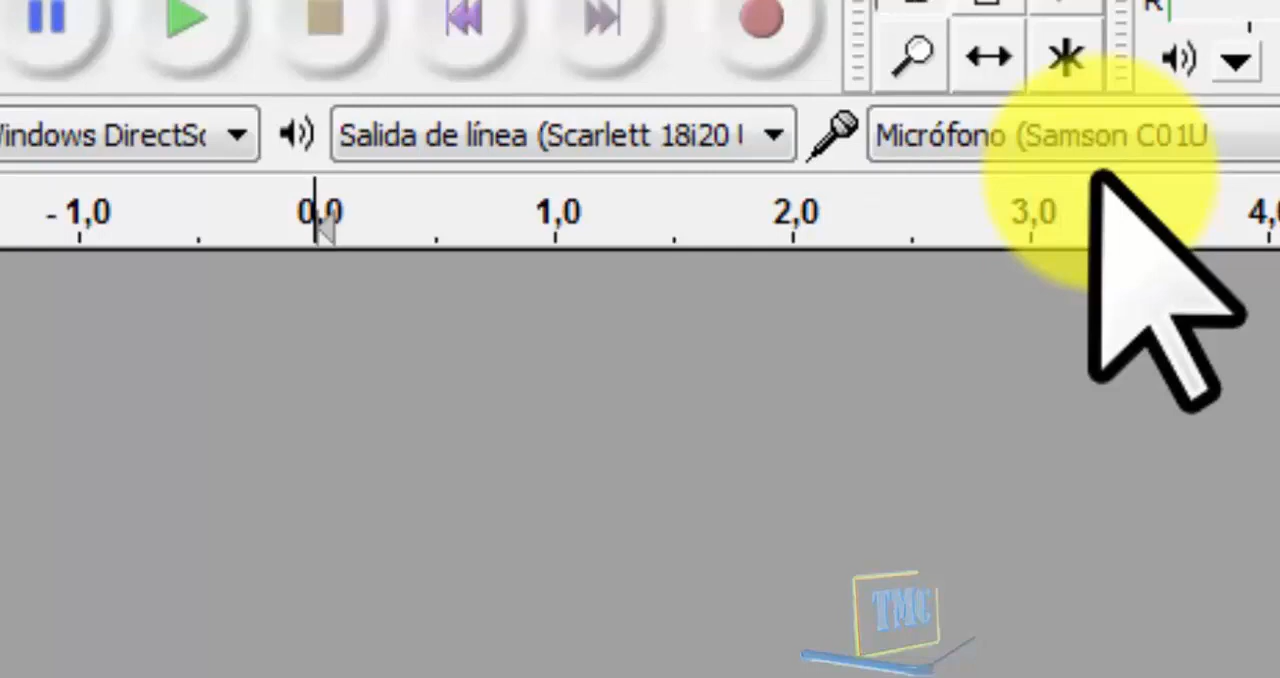 R
Windows DirectSo Salida de línea (Scarlett 18i20 U Micrófono (Samson C01U
- 1,0 0,0 1,0 2,0 3,0 4,0
TMC